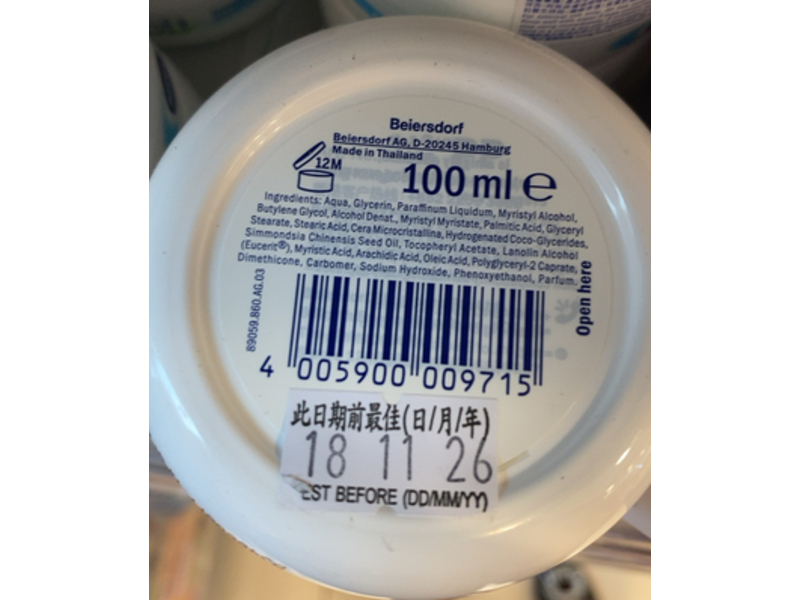 Beiersdorf
Beiersdorf AG, D-20245 Hamburg
Made in Thailand
12M
100 ml e
Ingredients: Aqua, Glycerin, Paraffinum Liquidum, Myristyl Alcohol,
Butylene Glycol, Alcohol Denat., Myristyl Myristate, Palmitic Acid, Glyceryl
Stearate, Stearic Acid, Cera Microcristallina, Hydrogenated Coco-Glycerides,
Simmondsia Chinensis Seed Oil, Tocopheryl Acetate, Lanolin Alcohol
(Eucerit®), Myristic Acid, Arachidic Acid, Oleic Acid, Polyglyceryl-2 Caprate,
Dimethicone, Carbomer, Sodium Hydroxide, Phenoxyethanol, Parfum.
Open here
89059.860.AG.03
4 005900 009715
此日期前最佳(日/月/年)
18 11 26
EST BEFORE (DD/MM/YY)